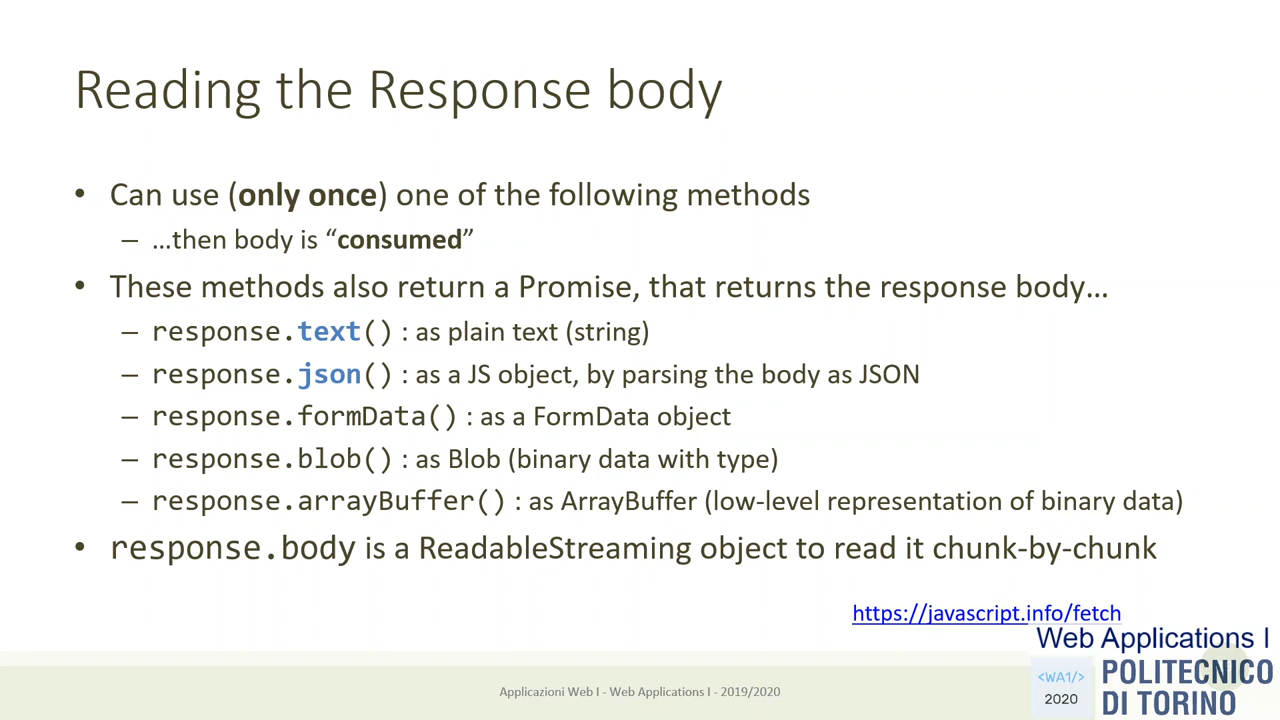 Reading the Response body
• Can use (only once) one of the following methods
– …then body is “consumed”
• These methods also return a Promise, that returns the response body…
– response.text() : as plain text (string)
– response.json() : as a JS object, by parsing the body as JSON
– response.formData() : as a FormData object
– response.blob() : as Blob (binary data with type)
– response.arrayBuffer() : as ArrayBuffer (low-level representation of binary data)
• response.body is a ReadableStreaming object to read it chunk-by-chunk
https://javascript.info/fetch
Web Applications I
<WA1/>
2020
POLITECNICO
DI TORINO
Applicazioni Web I - Web Applications I - 2019/2020